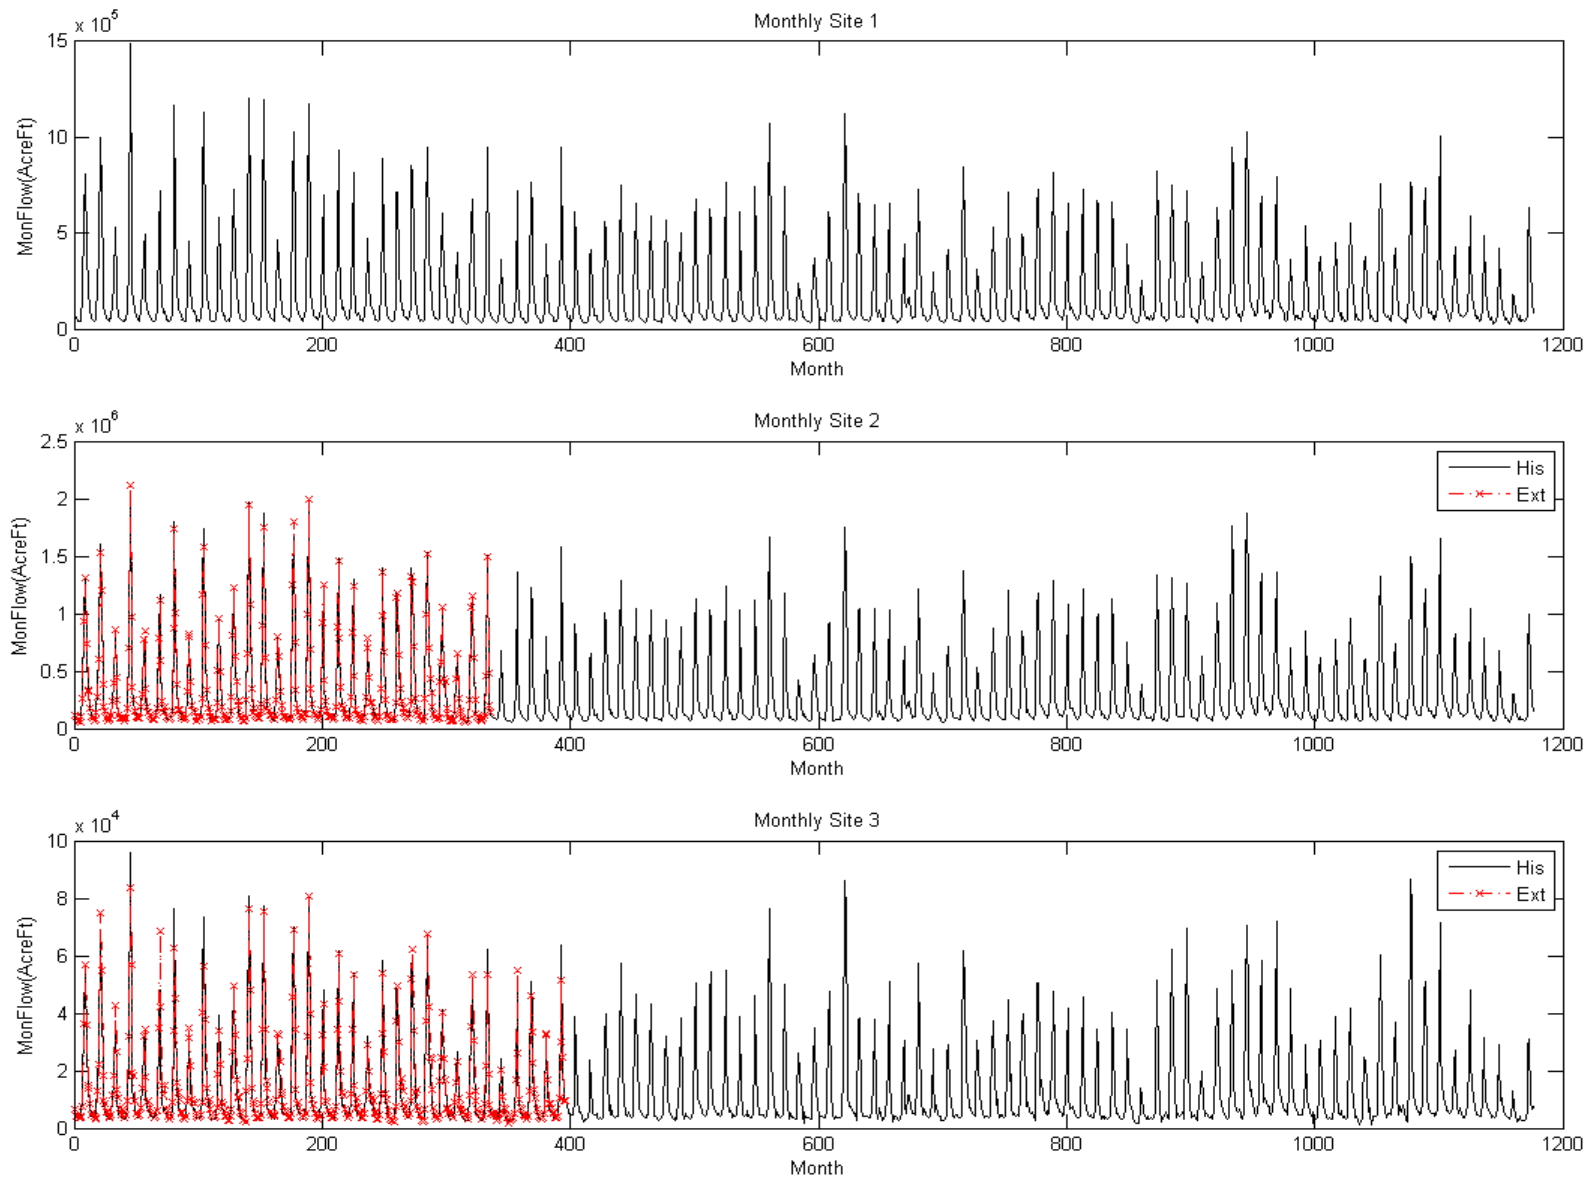 Monthly Site 1
x 10^5
MonFlow(AcreFt)
15
10
5
0
0 200 400 600 800 1000 1200
Month
Monthly Site 2
x 10^6
MonFlow(AcreFt)
2.5
2
1.5
1
0.5
0
His
Ext
0 200 400 600 800 1000 1200
Month
Monthly Site 3
x 10^4
MonFlow(AcreFt)
10
8
6
4
2
0
His
Ext
0 200 400 600 800 1000 1200
Month